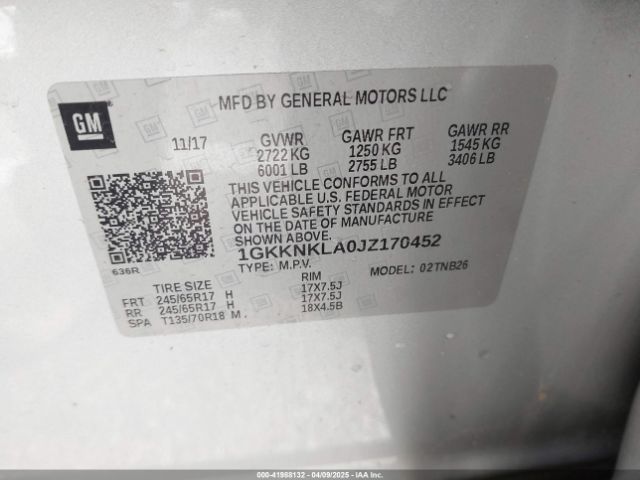 GM
MFD BY GENERAL MOTORS LLC
11/17 GVWR GAWR FRT GAWR RR
2722 KG 1250 KG 1545 KG
6001 LB 2755 LB 3406 LB
THIS VEHICLE CONFORMS TO ALL
APPLICABLE U.S. FEDERAL MOTOR
VEHICLE SAFETY STANDARDS IN EFFECT
ON THE DATE OF MANUFACTURE
SHOWN ABOVE.
1GKKNKLA0JZ170452
636R TYPE: M.P.V. MODEL: 02TNB26
TIRE SIZE RIM
FRT 245/65R17 H 17X7.5J
RR 245/65R17 H 17X7.5J
SPA T135/70R18 M. 18X4.5B
000-41988132 - 04/09/2025 - IAAI.COM